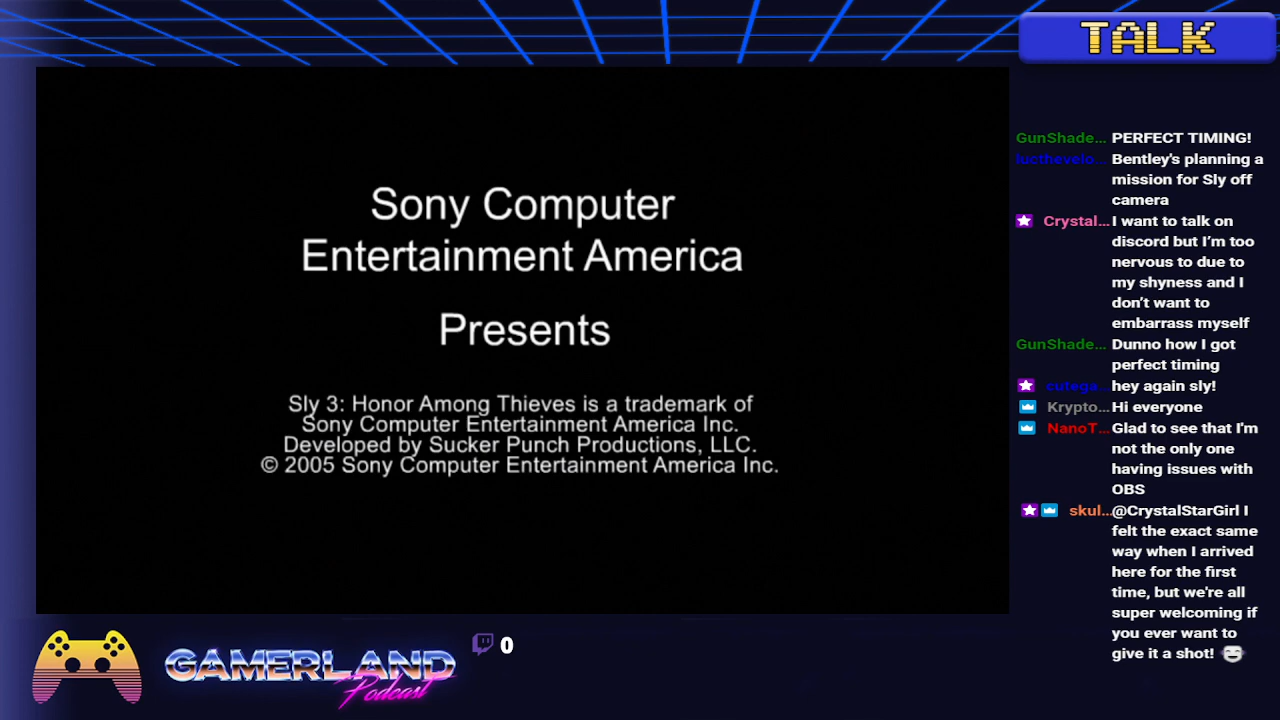 TALK
Sony Computer
Entertainment America
Presents
Sly 3: Honor Among Thieves is a trademark of
Sony Computer Entertainment America Inc.
Developed by Sucker Punch Productions, LLC.
© 2005 Sony Computer Entertainment America Inc.
GunShade... PERFECT TIMING!
lucthevelo... Bentley's planning a
mission for Sly off
camera
Crystal... I want to talk on
discord but I'm too
nervous to due to
my shyness and I
don't want to
embarrass myself
GunShade... Dunno how I got
perfect timing
cutega... hey again sly!
Krypto... Hi everyone
NanoT... Glad to see that I'm
not the only one
having issues with
OBS
skul... @CrystalStarGirl I
felt the exact same
way when I arrived
here for the first
time, but we're all
super welcoming if
you ever want to
give it a shot!
GAMERLAND
Podcast
0